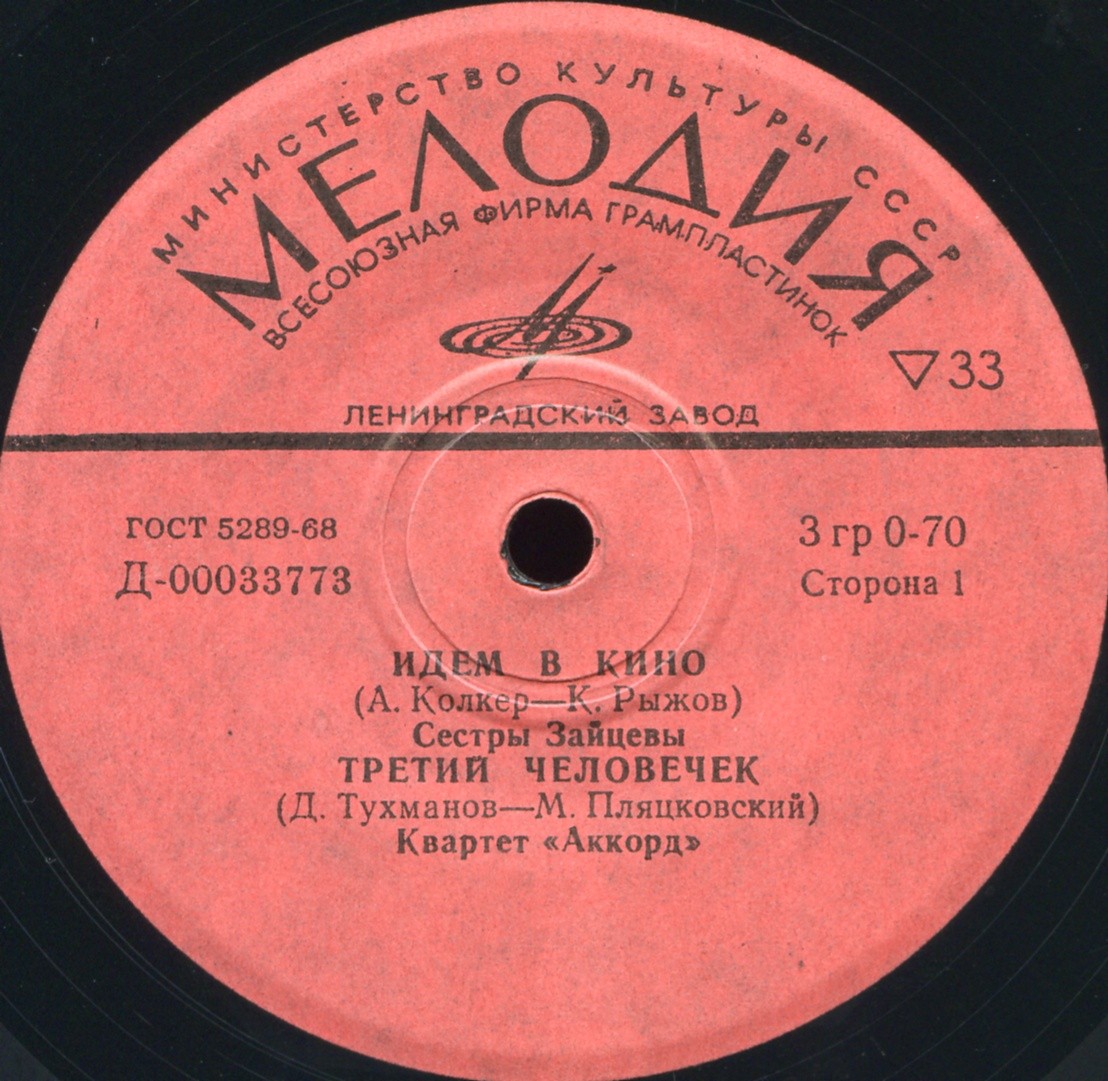 МИНИСТЕРСТВО КУЛЬТУРЫ СССР
МЕЛОДИЯ
ВСЕСОЮЗНАЯ ФИРМА ГРАМПЛАСТИНОК
▽33
ЛЕНИНГРАДСКИЙ ЗАВОД
ГОСТ 5289-68
3 гр 0-70
Д-00033773
Сторона 1
ИДЕМ В КИНО
(А. Колкер—К. Рыжов)
Сестры Зайцевы
ТРЕТИЙ ЧЕЛОВЕЧЕК
(Д. Тухманов—М. Пляцковский)
Квартет «Аккорд»